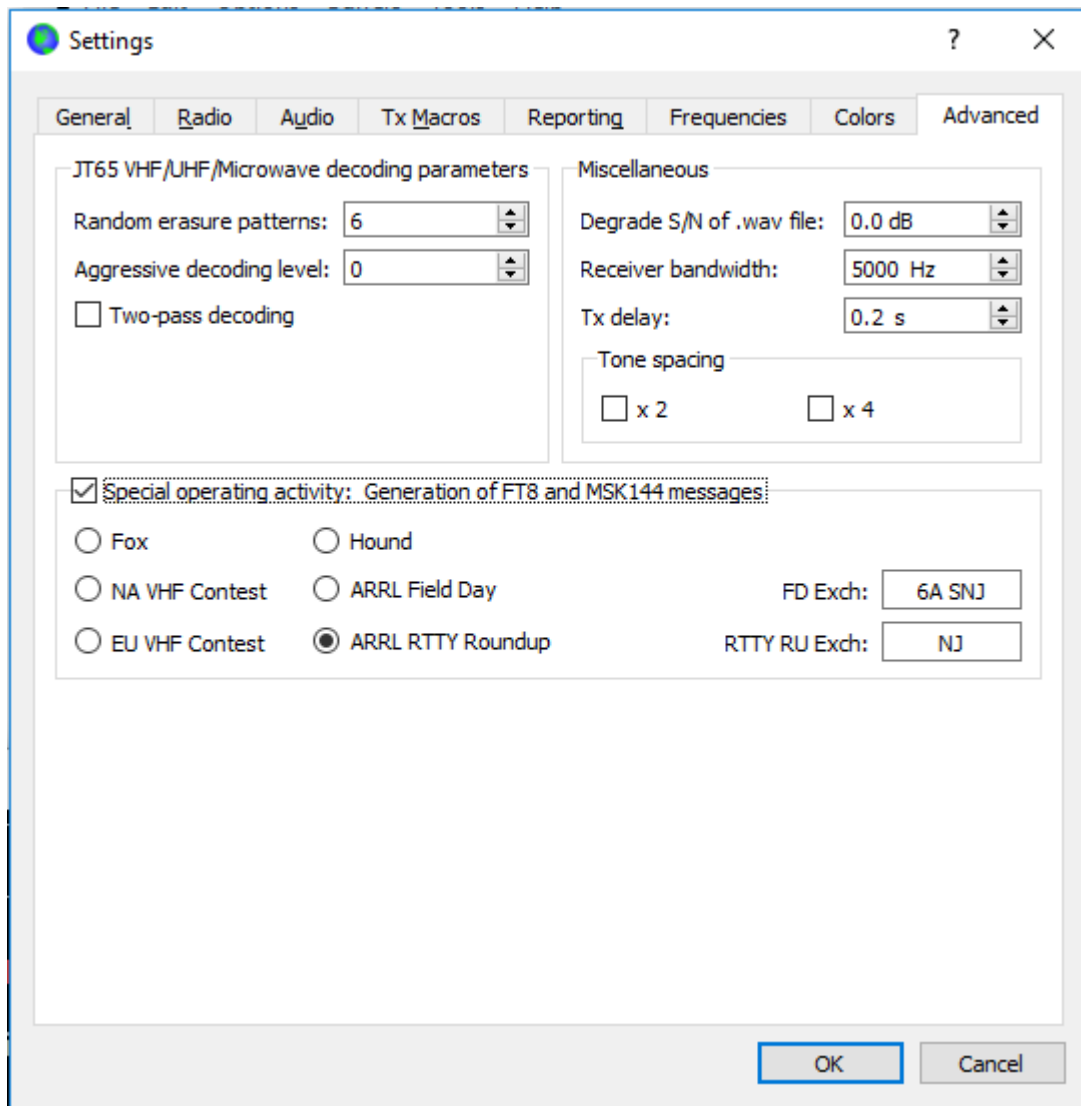 Settings
?
General Radio Audio Tx Macros Reporting Frequencies Colors Advanced
JT65 VHF/UHF/Microwave decoding parameters
Random erasure patterns: 6
Aggressive decoding level: 0
Two-pass decoding
Miscellaneous
Degrade S/N of .wav file: 0.0 dB
Receiver bandwidth: 5000 Hz
Tx delay: 0.2 s
Tone spacing
x 2 x 4
Special operating activity: Generation of FT8 and MSK144 messages
Fox Hound
NA VHF Contest ARRL Field Day FD Exch: 6A SNJ
EU VHF Contest ARRL RTTY Roundup RTTY RU Exch: NJ
OK Cancel